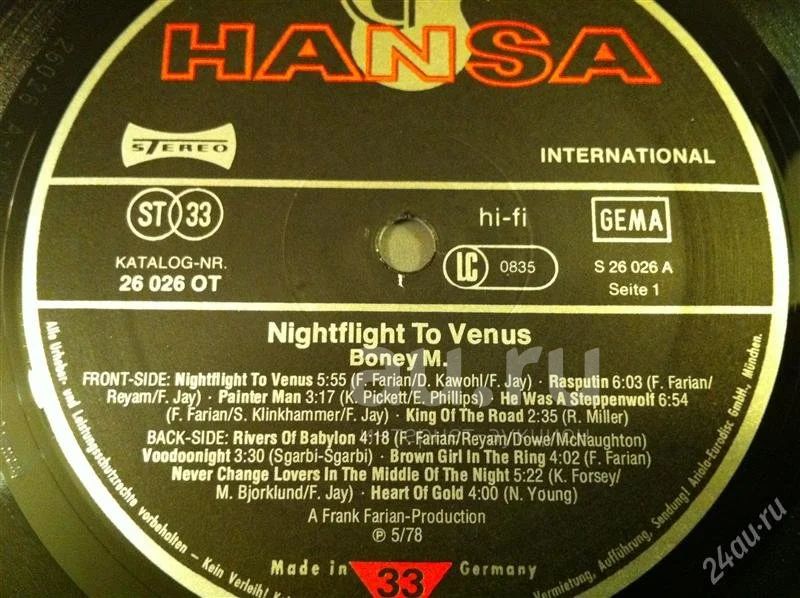 HANSA
STEREO
INTERNATIONAL
ST 33
hi-fi
GEMA
KATALOG-NR.
26 026 OT
LC 0835
S 26 026 A
Seite 1
Nightflight To Venus
Boney M.
FRONT-SIDE: Nightflight To Venus 5:55 (F. Farian/D. Kawohl/F. Jay) · Rasputin 6:03 (F. Farian/
Reyam/F. Jay) · Painter Man 3:17 (K. Pickett/E. Phillips) · He Was A Steppenwolf 6:54
(F. Farian/S. Klinkhammer/F. Jay) · King Of The Road 2:35 (R. Miller)
BACK-SIDE: Rivers Of Babylon 4:18 (F. Farian/Reyam/Dowe/McNaughton)
Voodoonight 3:30 (Sgarbi-Sgarbi) · Brown Girl In The Ring 4:02 (F. Farian)
Never Change Lovers In The Middle Of The Night 5:22 (K. Forsey/
M. Bjorklund/F. Jay) · Heart Of Gold 4:00 (N. Young)
A Frank Farian-Production
℗ 5/78
Made in 33 Germany
Alle Urheber- und Leistungsschutzrechte vorbehalten - Kein Verleih!
Vermietung, Aufführung, Sendung! Ariola-Eurodisc GmbH, München.
26026 A
au.ru
24au.ru